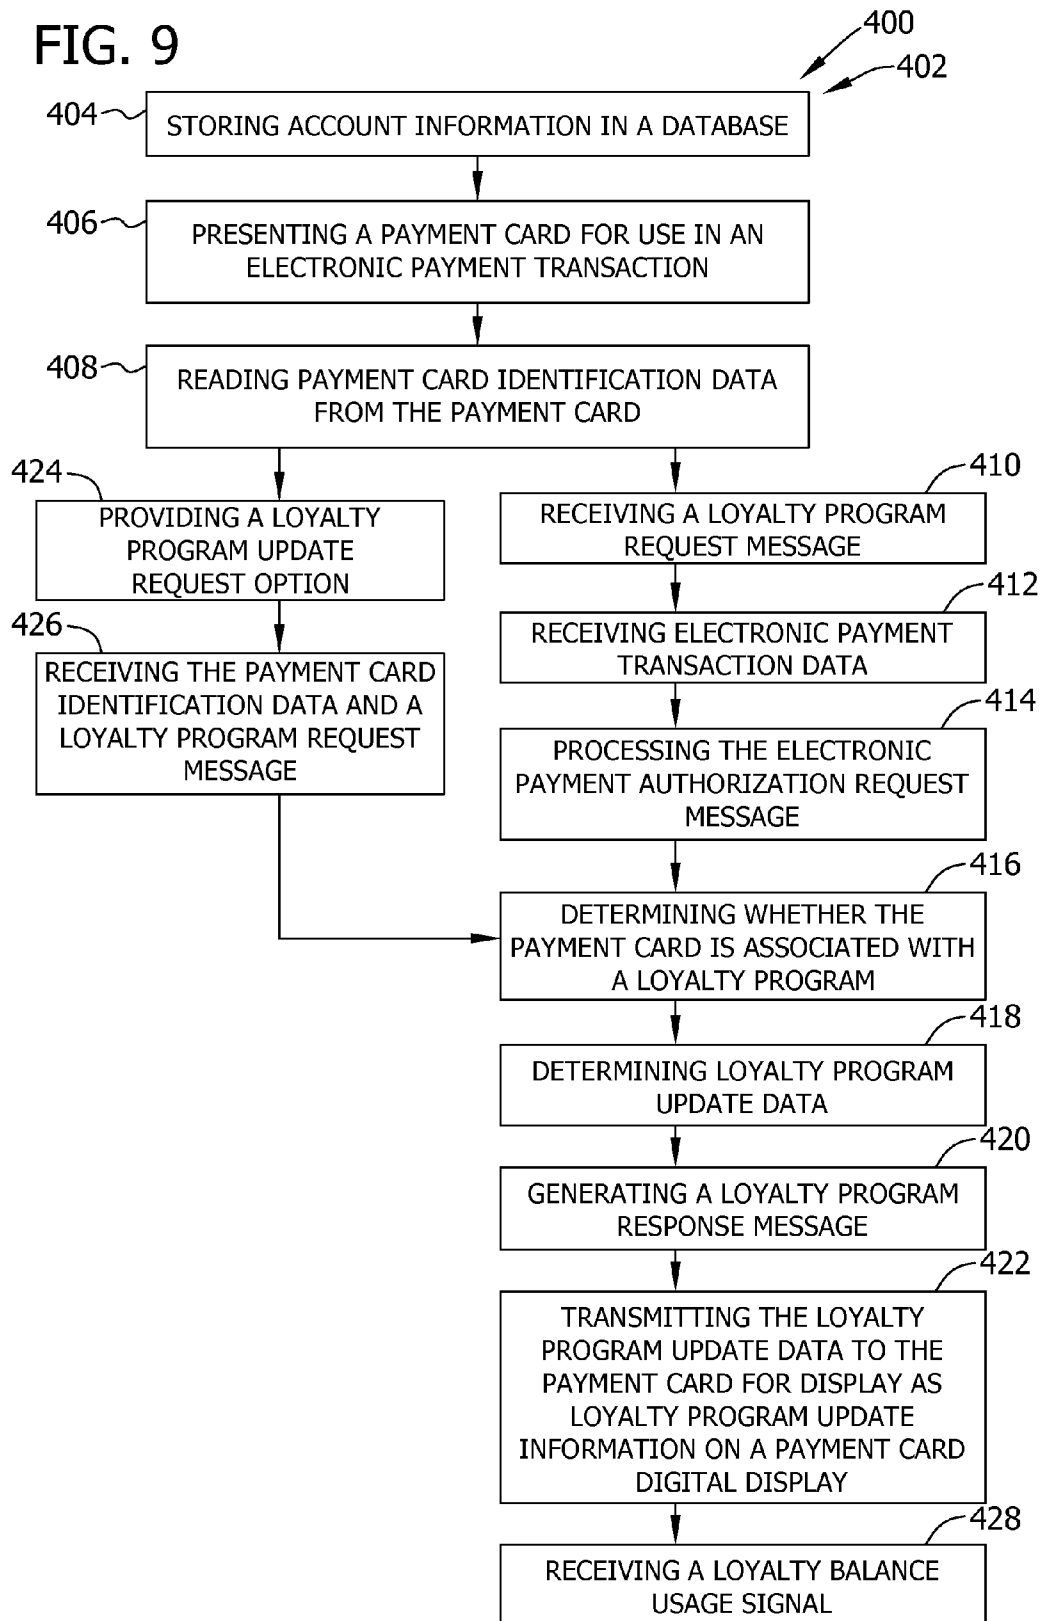 FIG. 9
400
402
404
STORING ACCOUNT INFORMATION IN A DATABASE
406
PRESENTING A PAYMENT CARD FOR USE IN AN
ELECTRONIC PAYMENT TRANSACTION
408
READING PAYMENT CARD IDENTIFICATION DATA
FROM THE PAYMENT CARD
424
PROVIDING A LOYALTY
PROGRAM UPDATE
REQUEST OPTION
426
RECEIVING THE PAYMENT CARD
IDENTIFICATION DATA AND A
LOYALTY PROGRAM REQUEST
MESSAGE
410
RECEIVING A LOYALTY PROGRAM
REQUEST MESSAGE
412
RECEIVING ELECTRONIC PAYMENT
TRANSACTION DATA
414
PROCESSING THE ELECTRONIC
PAYMENT AUTHORIZATION REQUEST
MESSAGE
416
DETERMINING WHETHER THE
PAYMENT CARD IS ASSOCIATED WITH
A LOYALTY PROGRAM
418
DETERMINING LOYALTY PROGRAM
UPDATE DATA
420
GENERATING A LOYALTY PROGRAM
RESPONSE MESSAGE
422
TRANSMITTING THE LOYALTY
PROGRAM UPDATE DATA TO THE
PAYMENT CARD FOR DISPLAY AS
LOYALTY PROGRAM UPDATE
INFORMATION ON A PAYMENT CARD
DIGITAL DISPLAY
428
RECEIVING A LOYALTY BALANCE
USAGE SIGNAL